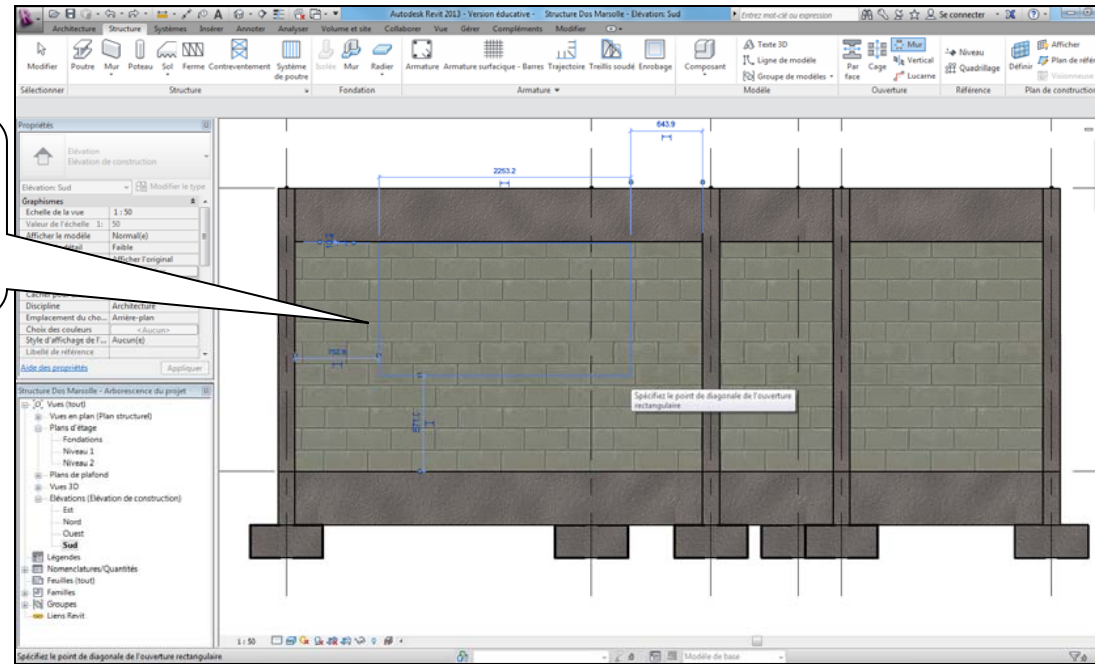 Autodesk Revit 2013 - Version éducative - Structure Dos Marsolle - Elévation: Sud
Entrez mot-clé ou expression
Se connecter
Architecture Structure Systèmes Insérer Annoter Analyser Volume et site Collaborer Vue Gérer Compléments Modifier
Modifier Poutre Mur Poteau Sol Ferme Contreventement Système de poutre Isolée Mur Radier Armature Armature surfacique - Barres Trajectoire Treillis soudé Enrobage Composant
A Texte 3D
Ligne de modèle
Groupe de modèles
Par face Cage Mur
Vertical
Lucarne
Niveau
Quadrillage
Définir Afficher
Plan de réfé
Visionneuse
Sélectionner Structure Fondation Armature Modèle Ouverture Référence Plan de construction
Propriétés
Elévation
Elévation de construction
Elévation: Sud Modifier le type
Graphismes
Echelle de la vue 1 : 50
Valeur de l'échelle 1: 50
Afficher le modèle Normal(e)
détail Faible
Afficher l'original
Discipline Architecture
Emplacement du cho... Arrière-plan
Choix des couleurs <Aucun>
Style d'affichage de l'... Aucun(e)
Libellé de référence
Aide des propriétés Appliquer
Structure Dos Marsolle - Arborescence du projet
Vues (tout)
Vues en plan (Plan structurel)
Plans d'étage
Fondations
Niveau 1
Niveau 2
Plans de plafond
Vues 3D
Elévations (Elévation de construction)
Est
Nord
Ouest
Sud
Légendes
Nomenclatures/Quantités
Feuilles (tout)
Familles
Groupes
Liens Revit
643.9
2253.2
752.8
Spécifiez le point de diagonale de l'ouverture
rectangulaire
1 : 50
Spécifiez le point de diagonale de l'ouverture rectangulaire
:0
Modèle de base
:0